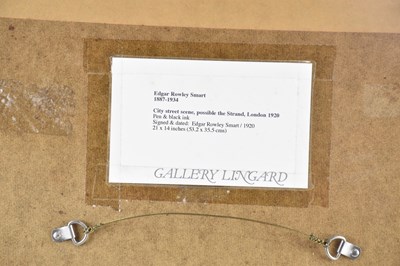 Edgar Rowley Smart
1887-1934
City street scene, possible the Strand, London 1920
Pen & black ink
Signed & dated: Edgar Rowley Smart / 1920
21 x 14 inches (53.2 x 35.5 cms)
GALLERY LINGARD